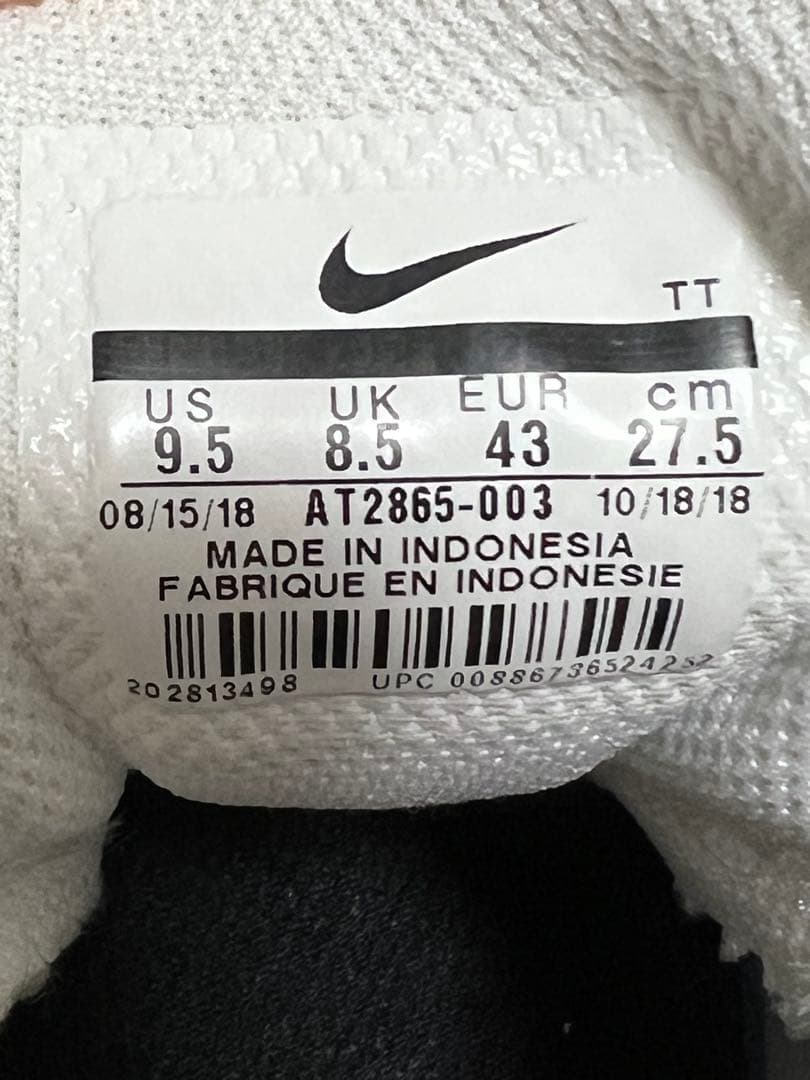 TT
US UK EUR cm
9.5 8.5 43 27.5
08/15/18 AT2865-003 10/18/18
MADE IN INDONESIA
FABRIQUE EN INDONESIE
202813498 UPC 00886736524252